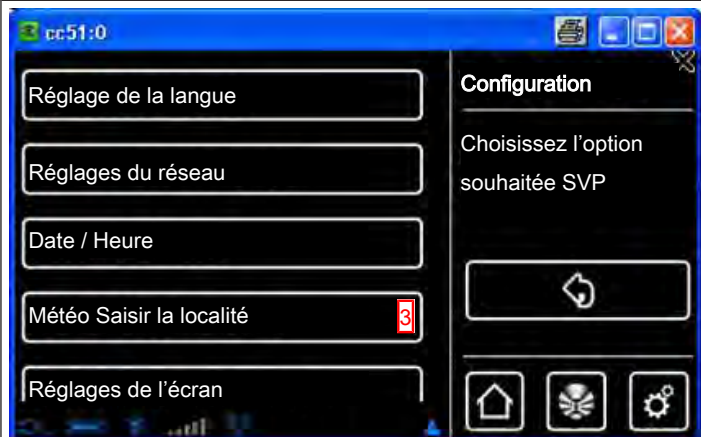 cc51:0
Réglage de la langue
Réglages du réseau
Date / Heure
Météo Saisir la localité 3
Réglages de l'écran
Configuration
Choisissez l'option
souhaitée SVP